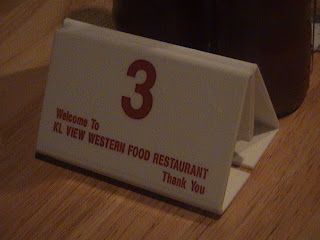 3
Welcome To
KL VIEW WESTERN FOOD RESTAURANT
Thank You